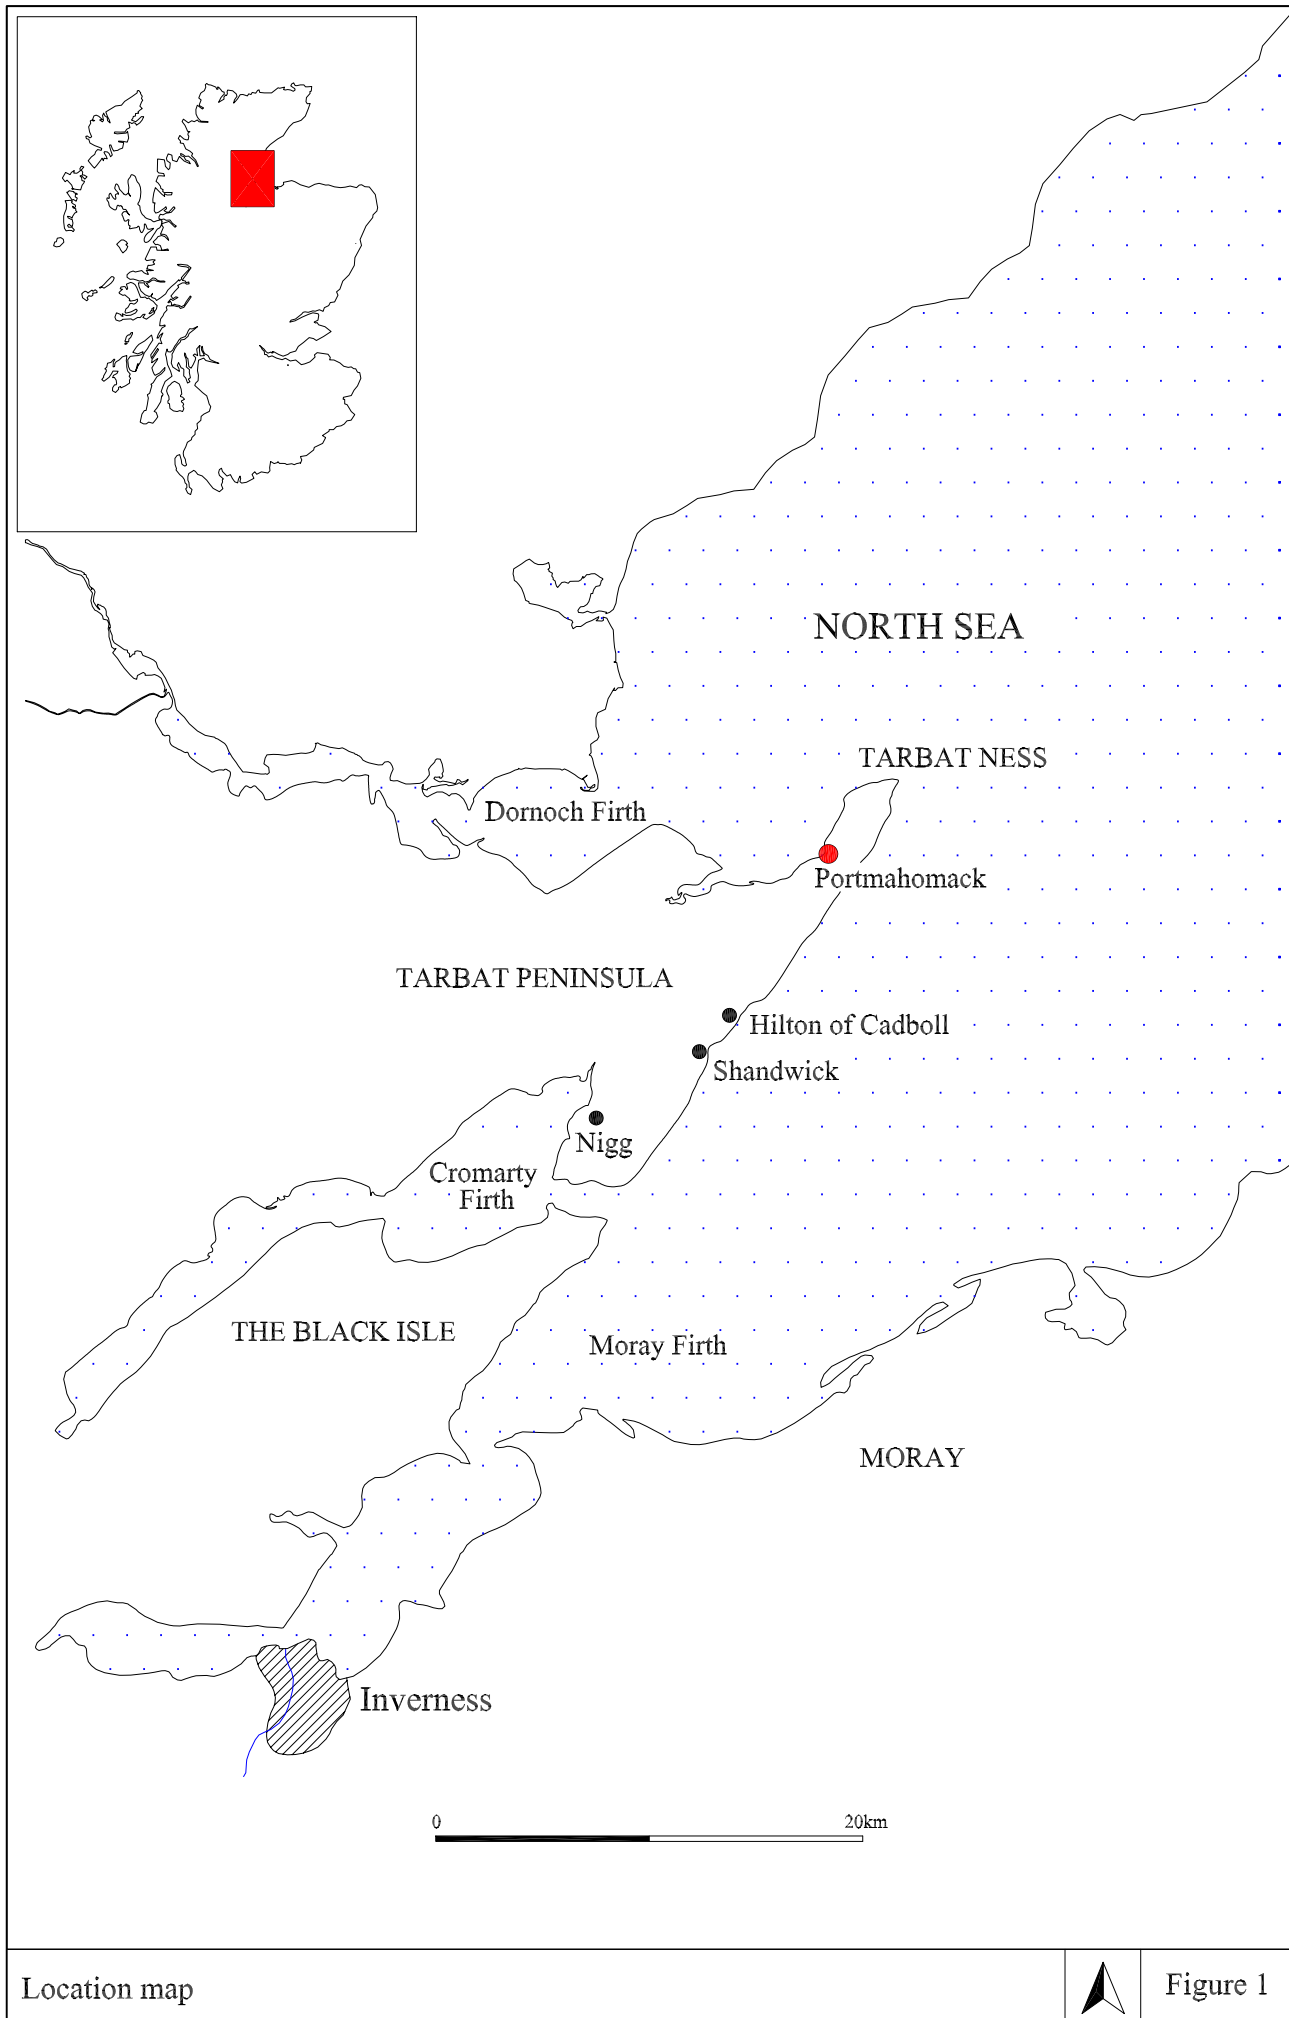 NORTH SEA
TARBAT NESS
Dornoch Firth
Portmahomack
TARBAT PENINSULA
Hilton of Cadboll
Shandwick
Nigg
Cromarty
Firth
THE BLACK ISLE
Moray Firth
MORAY
Inverness
0
20km
Location map
Figure 1